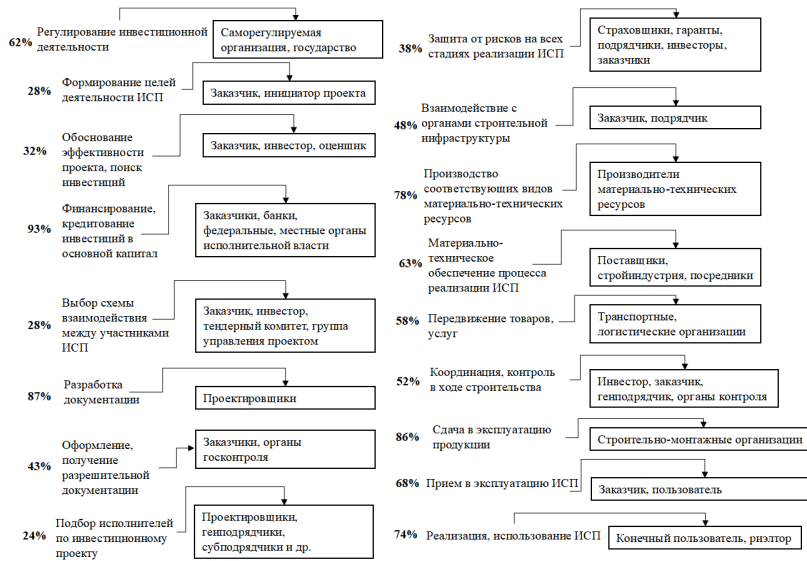 62%
Регулирование инвестиционной
деятельности
Саморегулируемая
организация, государство
28%
Формирование целей
деятельности ИСП
Заказчик, инициатор проекта
32%
Обоснование
эффективности
проекта, поиск
инвестиций
Заказчик, инвестор, оценщик
93%
Финансирование,
кредитование
инвестиций в
основной капитал
Заказчики, банки,
федеральные, местные органы
исполнительной власти
28%
Выбор схемы
взаимодействия
между участниками
ИСП
Заказчик, инвестор,
тендерный комитет, группа
управления проектом
87%
Разработка
документации
Проектировщики
43%
Оформление,
получение
разрешительной
документации
Заказчики, органы
госконтроля
24%
Подбор исполнителей
по инвестиционному
проекту
Проектировщики,
генподрядчики,
субподрядчики и др.
38%
Защита от рисков на всех
стадиях реализации ИСП
Страховщики, гаранты,
подрядчики, инвесторы,
заказчики
48%
Взаимодействие с
органами строительной
инфраструктуры
Заказчик, подрядчик
78%
Производство
соответствующих видов
материально-технических
ресурсов
Производители
материально-технических
ресурсов
63%
Материально-
техническое
обеспечение процесса
реализации ИСП
Поставщики,
стройиндустрия, посредники
58%
Передвижение товаров,
услуг
Транспортные,
логистические организации
52%
Координация, контроль
в ходе строительства
Инвестор, заказчик,
генподрядчик, органы контроля
86%
Сдача в эксплуатацию
продукции
Строительно-монтажные организации
68%
Прием в эксплуатацию ИСП
Заказчик, пользователь
74%
Реализация, использование ИСП
Конечный пользователь, риэлтор